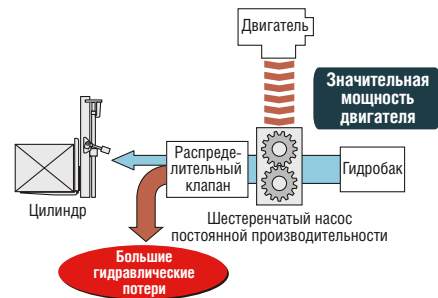 Двигатель
Значительная
мощность
двигателя
Распреде-
лительный
клапан
Гидробак
Цилиндр
Шестеренчатый насос
постоянной производительности
Большие
гидравлические
потери